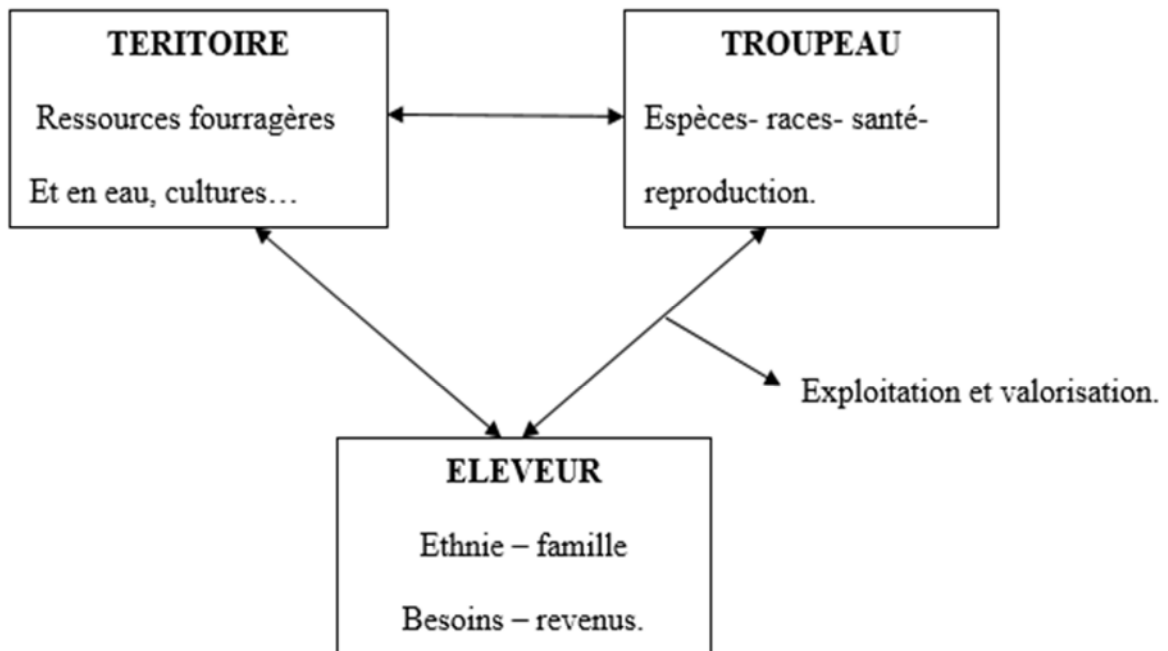 TERITOIRE
Ressources fourragères
Et en eau, cultures…
TROUPEAU
Espèces- races- santé-
reproduction.
Exploitation et valorisation.
ELEVEUR
Ethnie – famille
Besoins – revenus.